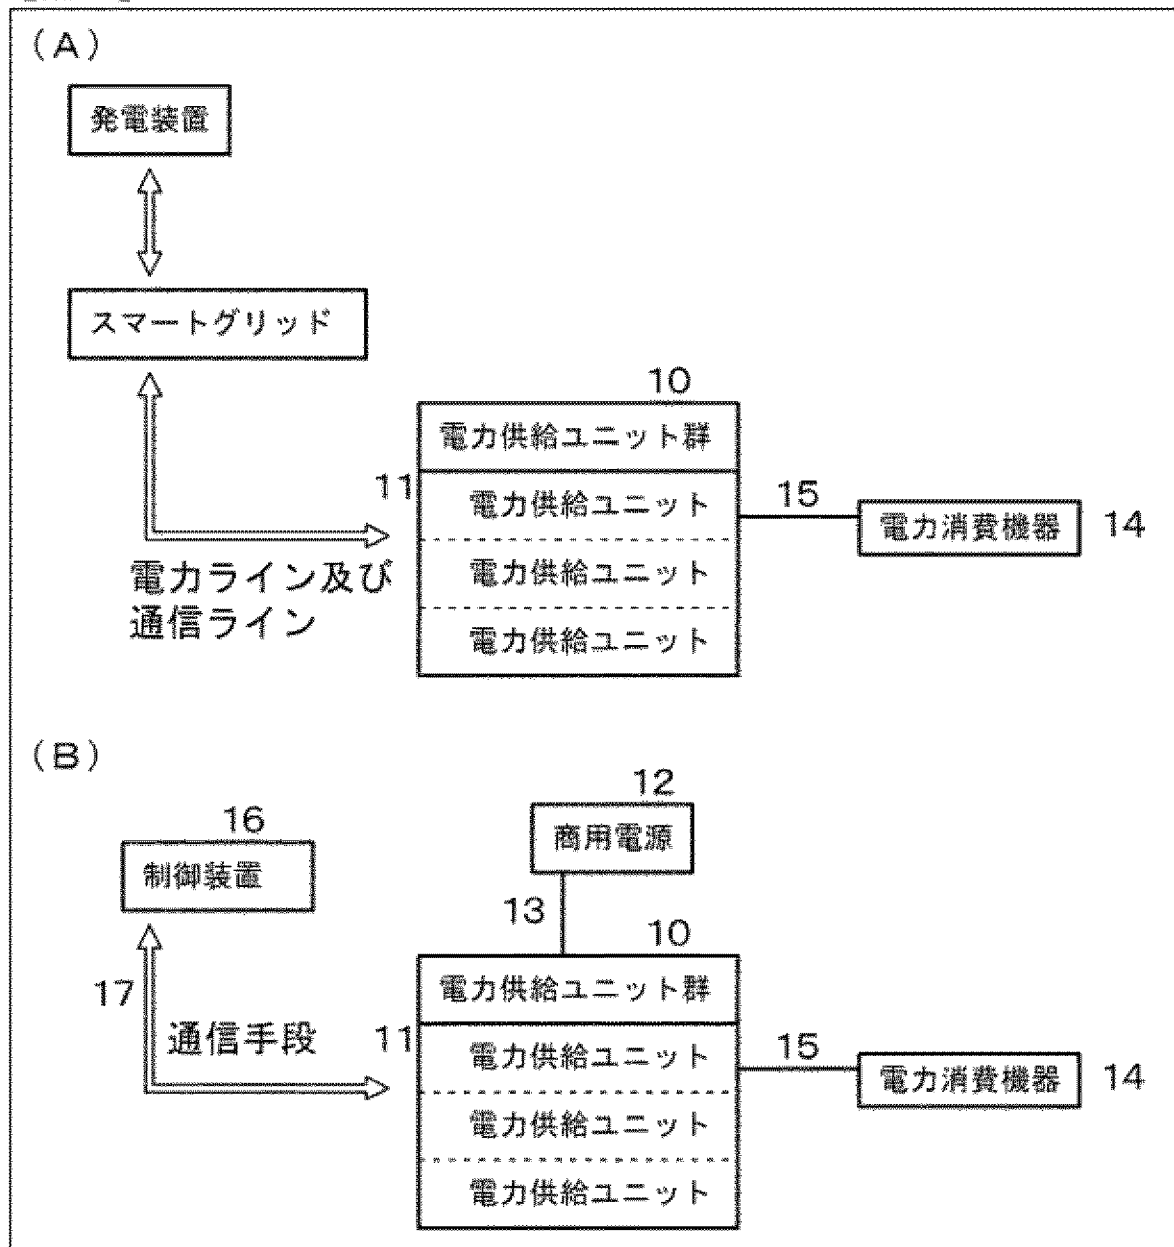 (A)
発電装置
スマートグリッド
10
電力供給ユニット群
11
電力供給ユニット
15
電力消費機器
14
電力ライン及び
通信ライン
電力供給ユニット
電力供給ユニット
(B)
12
商用電源
16
制御装置
13
10
電力供給ユニット群
17
通信手段
11
電力供給ユニット
15
電力消費機器
14
電力供給ユニット
電力供給ユニット